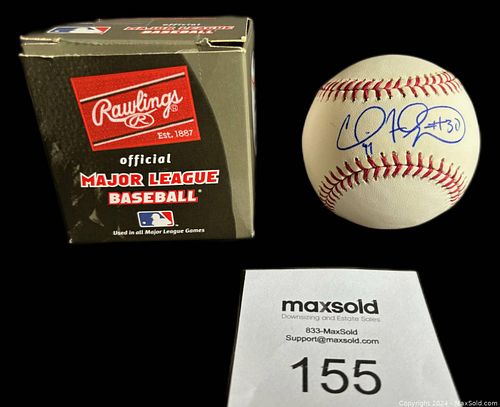 Rawlings
R
Est. 1887
official
MAJOR LEAGUE
BASEBALL
Used in all Major League Games
#30
maxsold
Downsizing and Estate Sales
833-MaxSold
Support@maxsold.com
155
Copyright 2024 - MaxSold.com